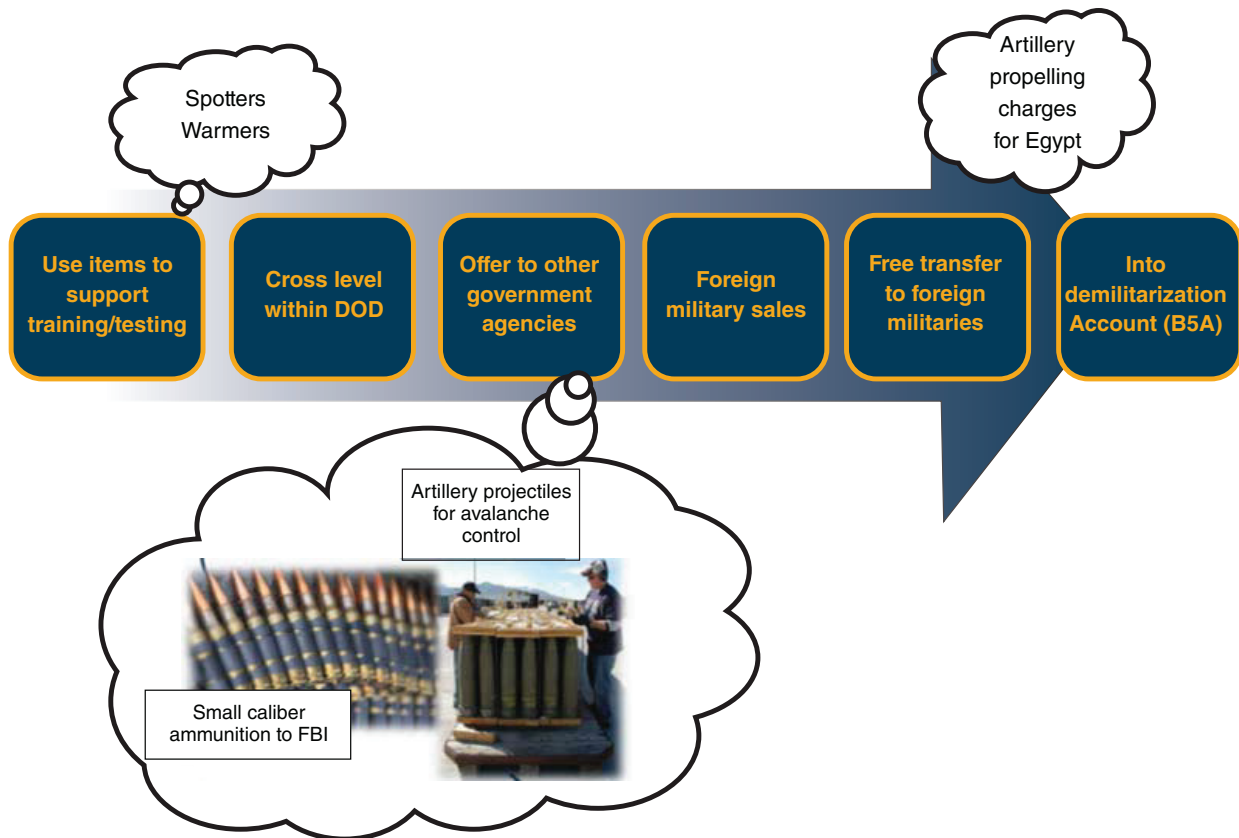 Spotters
Warmers
Artillery
propelling
charges
for Egypt
Use items to
support
training/testing
Cross level
within DOD
Offer to other
government
agencies
Foreign
military sales
Free transfer
to foreign
militaries
Into
demilitarization
Account (B5A)
Artillery projectiles
for avalanche
control
Small caliber
ammunition to FBI